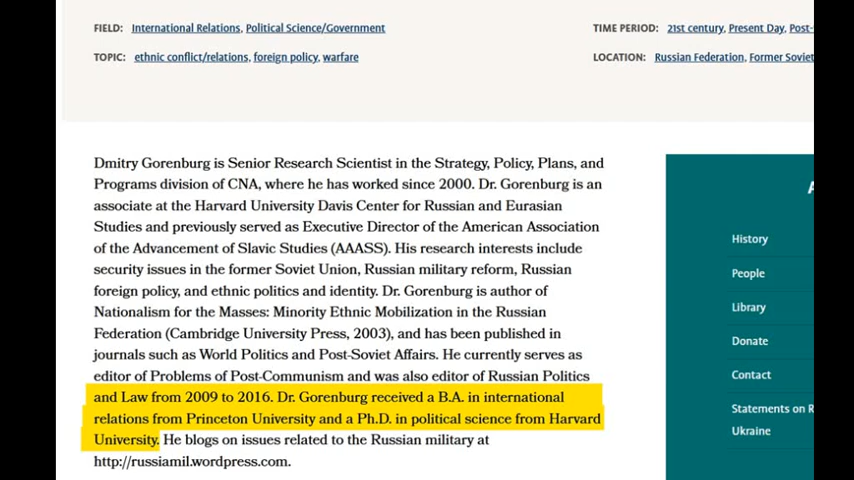 FIELD: International Relations, Political Science/Government
TIME PERIOD: 21st century, Present Day, Post-
TOPIC: ethnic conflict/relations, foreign policy, warfare
LOCATION: Russian Federation, Former Soviet
Dmitry Gorenburg is Senior Research Scientist in the Strategy, Policy, Plans, and
Programs division of CNA, where he has worked since 2000. Dr. Gorenburg is an
associate at the Harvard University Davis Center for Russian and Eurasian
Studies and previously served as Executive Director of the American Association
of the Advancement of Slavic Studies (AAASS). His research interests include
security issues in the former Soviet Union, Russian military reform, Russian
foreign policy, and ethnic politics and identity. Dr. Gorenburg is author of
Nationalism for the Masses: Minority Ethnic Mobilization in the Russian
Federation (Cambridge University Press, 2003), and has been published in
journals such as World Politics and Post-Soviet Affairs. He currently serves as
editor of Problems of Post-Communism and was also editor of Russian Politics
and Law from 2009 to 2016. Dr. Gorenburg received a B.A. in international
relations from Princeton University and a Ph.D. in political science from Harvard
University. He blogs on issues related to the Russian military at
http://russiamil.wordpress.com.
History
People
Library
Donate
Contact
Statements on R
Ukraine